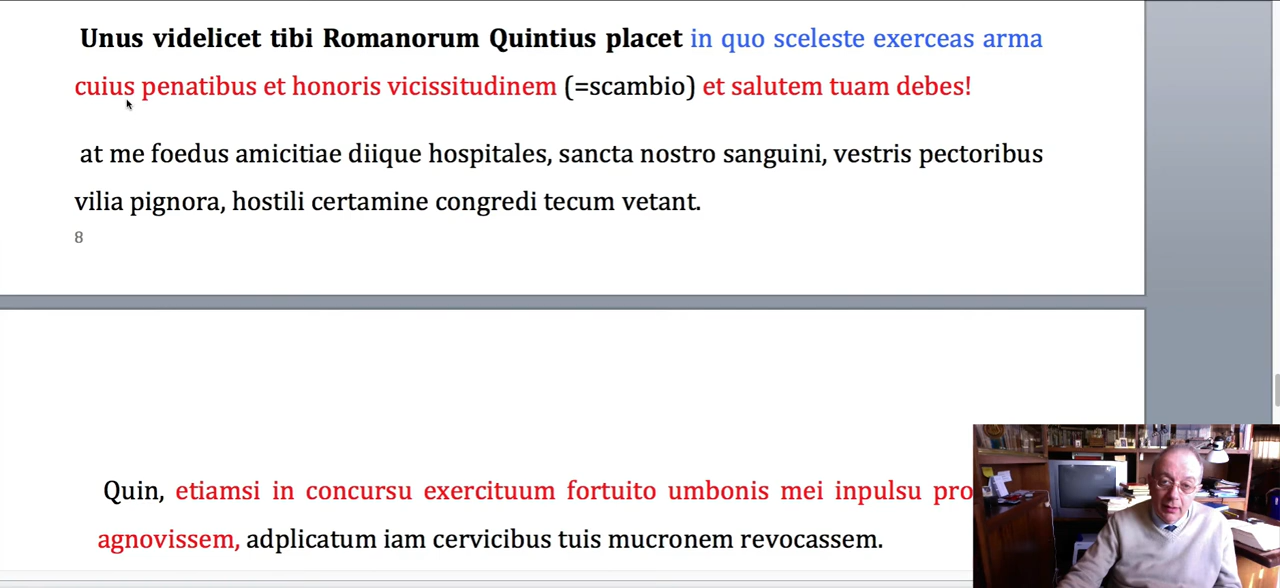 Unus videlicet tibi Romanorum Quintius placet in quo sceleste exerceas arma
cuius penatibus et honoris vicissitudinem (=scambio) et salutem tuam debes!
at me foedus amicitiae diique hospitales, sancta nostro sanguini, vestris pectoribus
vilia pignora, hostili certamine congredi tecum vetant.
8
Quin, etiamsi in concursu exercituum fortuito umbonis mei inpulsu
agnovissem, adplicatum iam cervicibus tuis mucronem revocassem.